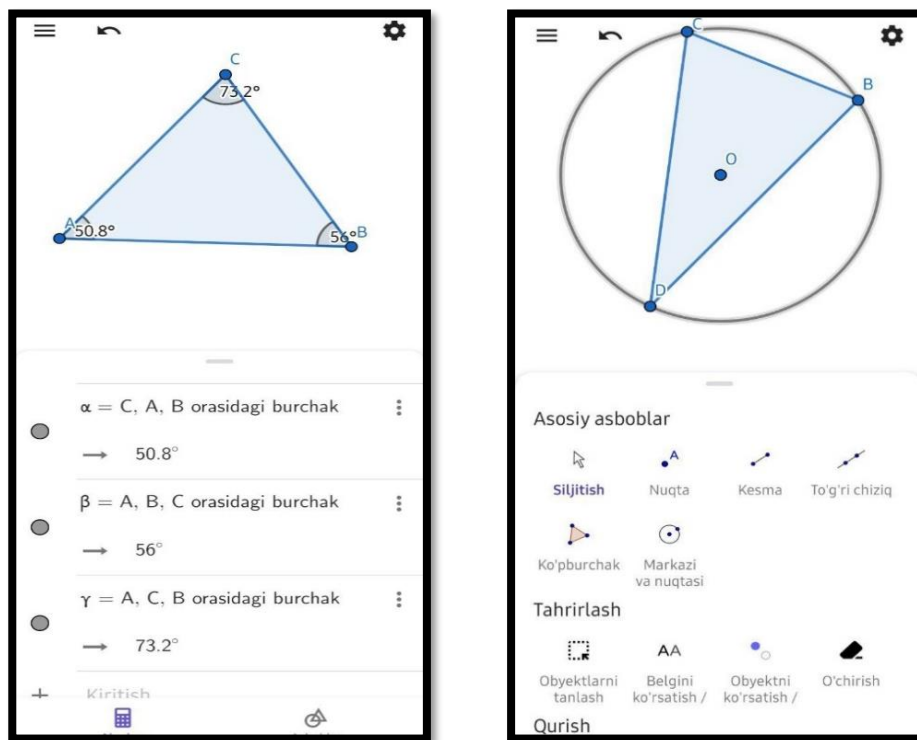 C
73.2°
A
50.8°
56°
B
α = C, A, B orasidagi burchak
→ 50.8°
β = A, B, C orasidagi burchak
→ 56°
γ = A, C, B orasidagi burchak
→ 73.2°
+ Kiritish
C
B
O
D
Asosiy asboblar
A
Siljitish
Nuqta
Kesma
To'g'ri chiziq
Ko'pburchak
Markazi
va nuqtasi
Tahrirlash
AA
Obyektlarni
tanlash
Belgini
ko'rsatish /
Obyektni
ko'rsatish /
O'chirish
Qurish